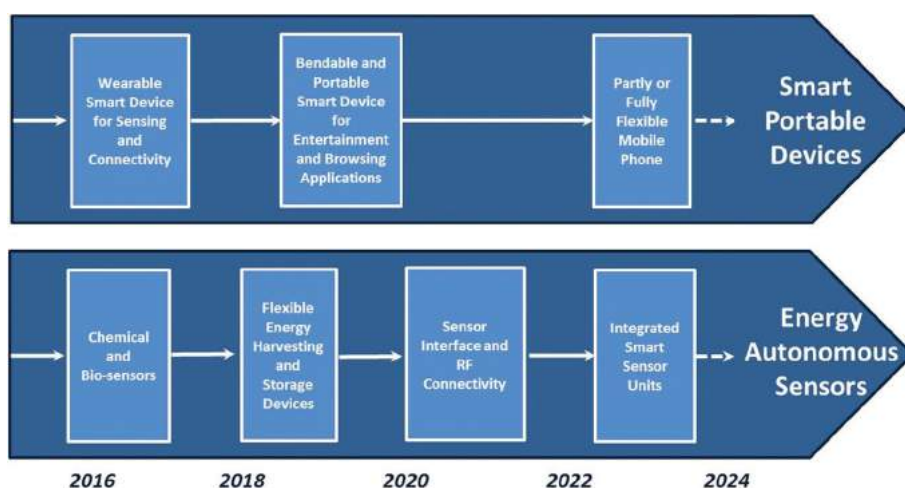 Wearable
Smart Device
for Sensing
and
Connectivity
Bendable and
Portable
Smart Device
for
Entertainment
and Browsing
Applications
Partly or
Fully
Flexible
Mobile
Phone
Smart
Portable
Devices
Chemical
and
Bio-sensors
Flexible
Energy
Harvesting
and
Storage
Devices
Sensor
Interface and
RF
Connectivity
Integrated
Smart
Sensor
Units
Energy
Autonomous
Sensors
2016 2018 2020 2022 2024